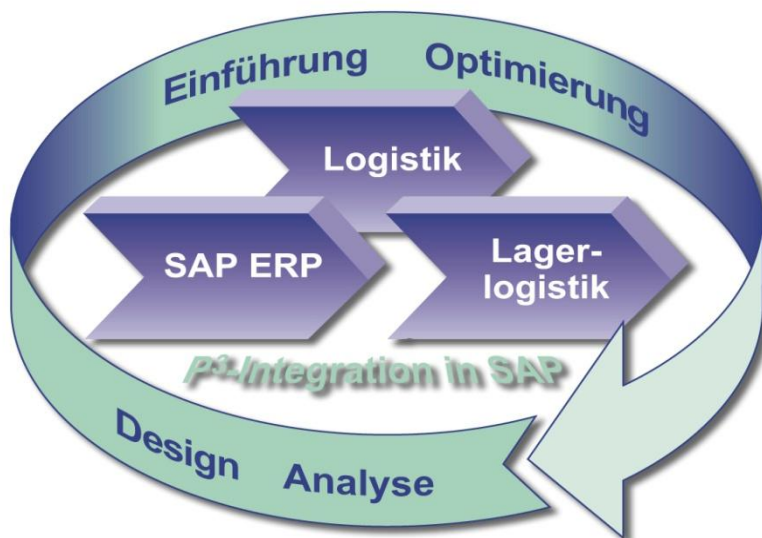 Einführung Optimierung
Logistik
SAP ERP
Lager-
logistik
P³-Integration in SAP
Design Analyse